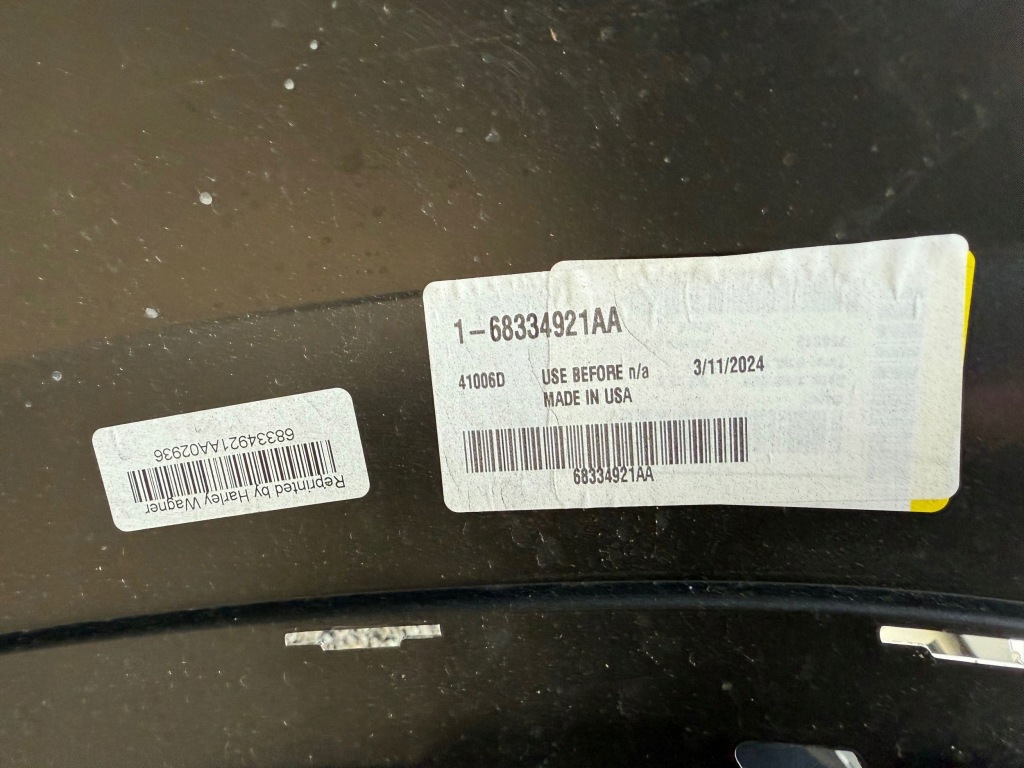 1-68334921AA
41006D USE BEFORE n/a 3/11/2024
MADE IN USA
68334921AA
Reprinted by Harley Wagner
68334921AA02936